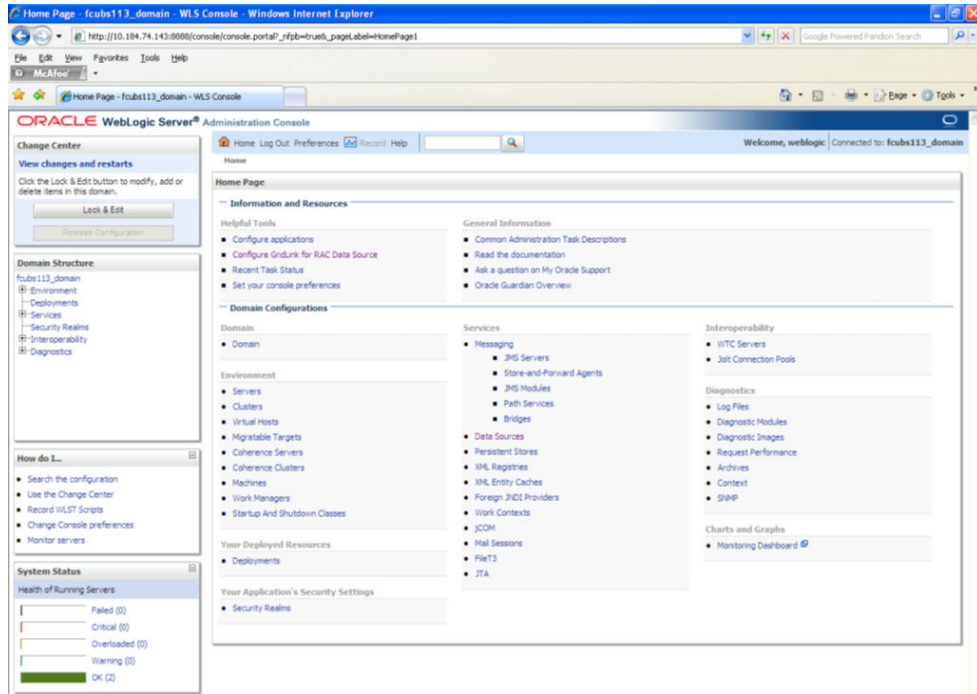 Home Page - fcubs113_domain - WLS Console - Windows Internet Explorer
http://10.184.74.143:8888/console/console.portal?_nfpb=true&_pageLabel=HomePage1
Google Powered Pandion Search
File Edit View Favorites Tools Help
McAfee
Home Page - fcubs113_domain - WLS Console
Page Tools
ORACLE WebLogic Server® Administration Console
Change Center
View changes and restarts
Click the Lock & Edit button to modify, add or
delete items in this domain.
Lock & Edit
Release Configuration
Domain Structure
fcubs113_domain
Environment
Deployments
Services
Security Realms
Interoperability
Diagnostics
How do I...
Search the configuration
Use the Change Center
Record WLST Scripts
Change Console preferences
Monitor servers
System Status
Health of Running Servers
Failed (0)
Critical (0)
Overloaded (0)
Warning (0)
OK (2)
Home Log Out Preferences Record Help
Welcome, weblogic Connected to: fcubs113_domain
Home
Home Page
Information and Resources
Helpful Tools
Configure applications
Configure GridLink for RAC Data Source
Recent Task Status
Set your console preferences
General Information
Common Administration Task Descriptions
Read the documentation
Ask a question on My Oracle Support
Oracle Guardian Overview
Domain Configurations
Domain
Domain
Environment
Servers
Clusters
Virtual Hosts
Migratable Targets
Coherence Servers
Coherence Clusters
Machines
Work Managers
Startup And Shutdown Classes
Your Deployed Resources
Deployments
Your Application's Security Settings
Security Realms
Services
Messaging
JMS Servers
Store-and-Forward Agents
JMS Modules
Path Services
Bridges
Data Sources
Persistent Stores
XML Registries
XML Entity Caches
Foreign JNDI Providers
Work Contexts
jCOM
Mail Sessions
FileT3
JTA
Interoperability
WTC Servers
Jolt Connection Pools
Diagnostics
Log Files
Diagnostic Modules
Diagnostic Images
Request Performance
Archives
Context
SNMP
Charts and Graphs
Monitoring Dashboard